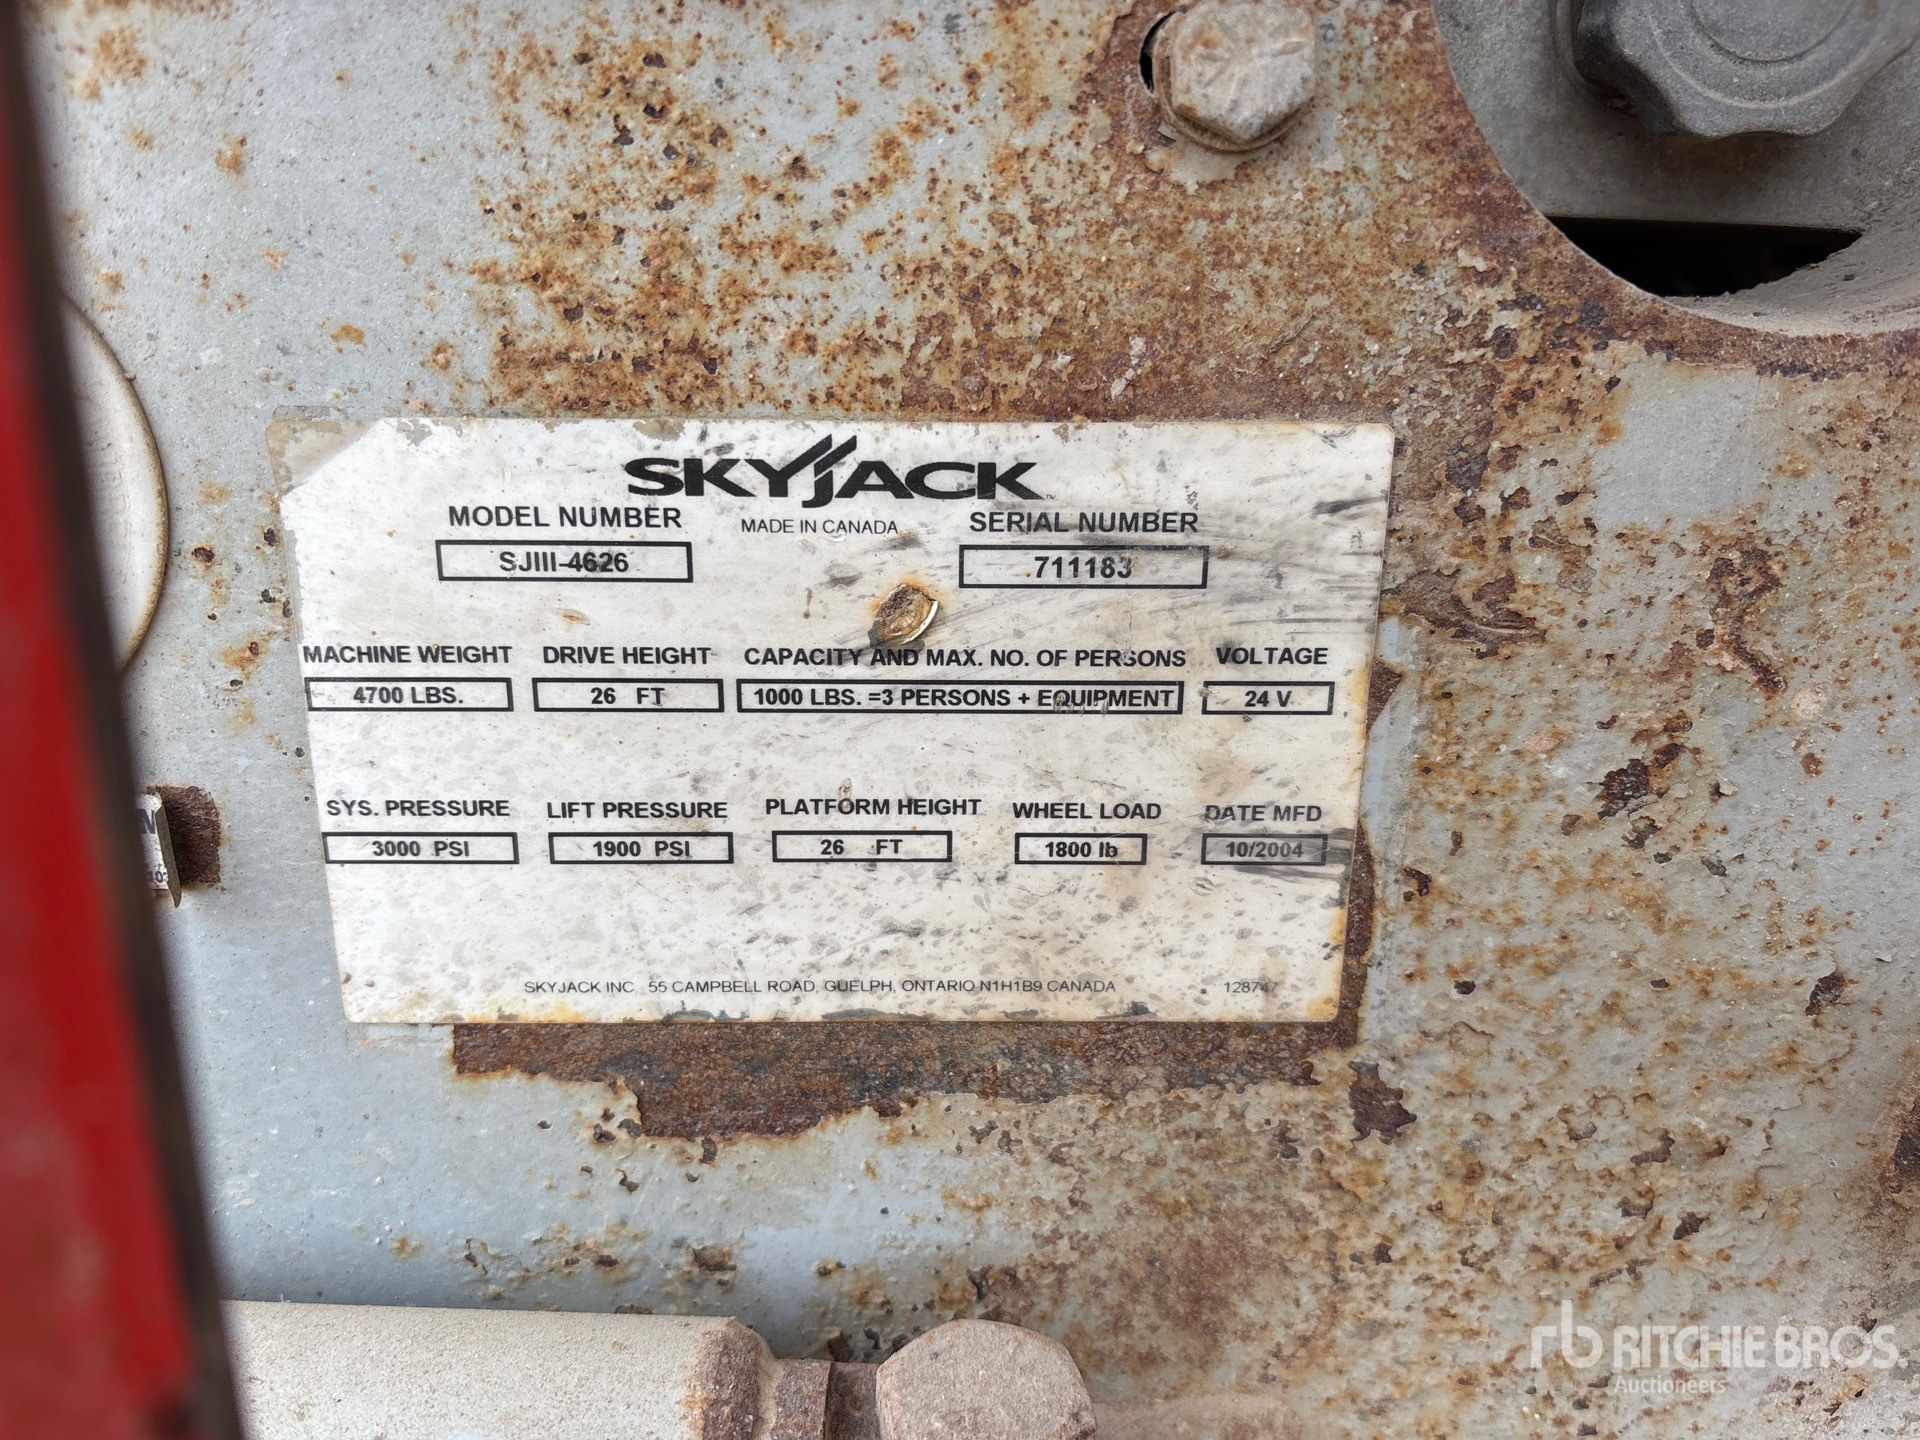 SKYJACK™
MODEL NUMBER MADE IN CANADA SERIAL NUMBER
SJIII-4626 711183
MACHINE WEIGHT DRIVE HEIGHT CAPACITY AND MAX. NO. OF PERSONS VOLTAGE
4700 LBS. 26 FT 1000 LBS. =3 PERSONS + EQUIPMENT 24 V
SYS. PRESSURE LIFT PRESSURE PLATFORM HEIGHT WHEEL LOAD DATE MFD
3000 PSI 1900 PSI 26 FT 1800 lb 10/2004
SKYJACK INC 55 CAMPBELL ROAD, GUELPH, ONTARIO N1H1B9 CANADA 128747
rb RITCHIE BROS.
Auctioneers